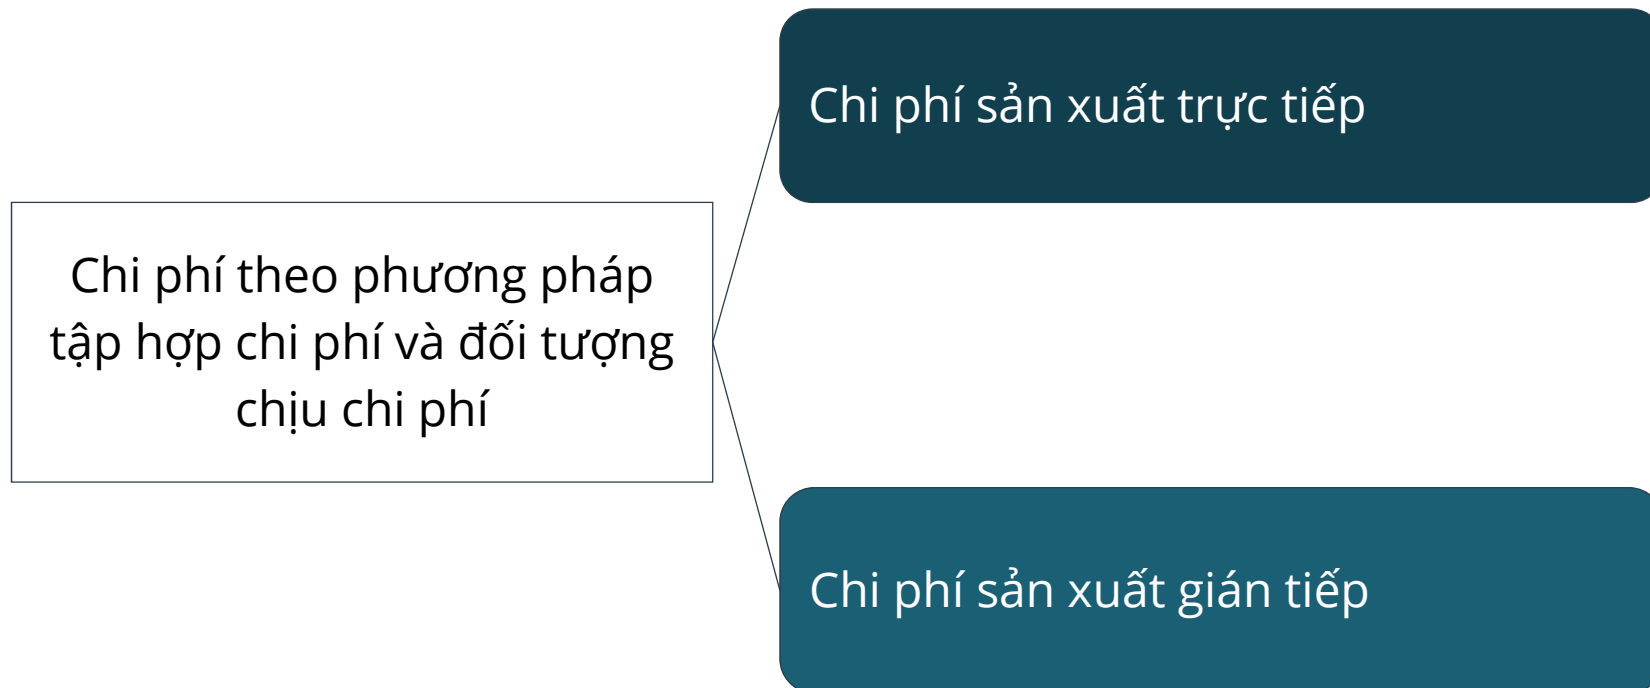 Chi phí sản xuất trực tiếp
Chi phí theo phương pháp
tập hợp chi phí và đối tượng
chịu chi phí
Chi phí sản xuất gián tiếp